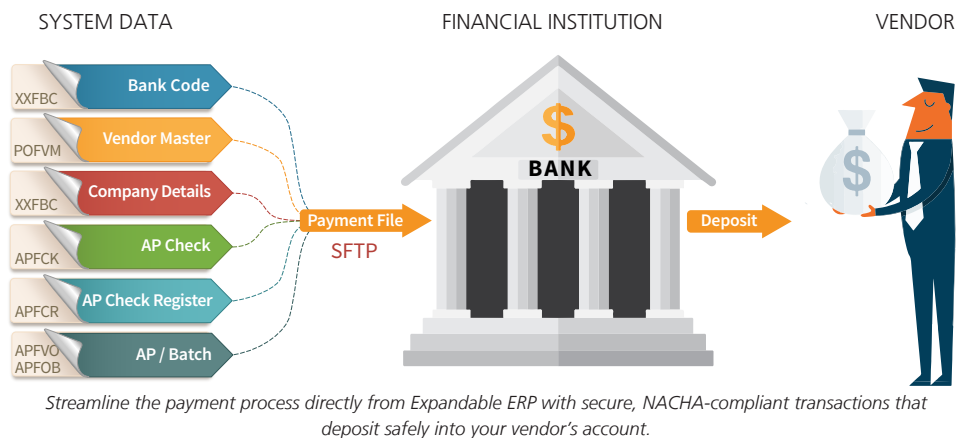 SYSTEM DATA
FINANCIAL INSTITUTION
VENDOR
XXFBC
Bank Code
POFVM
Vendor Master
XXFBC
Company Details
APFCK
AP Check
APFCR
AP Check Register
APFVO
APFOB
AP / Batch
Payment File
SFTP
$
BANK
Deposit
$
Streamline the payment process directly from Expandable ERP with secure, NACHA-compliant transactions that
deposit safely into your vendor’s account.